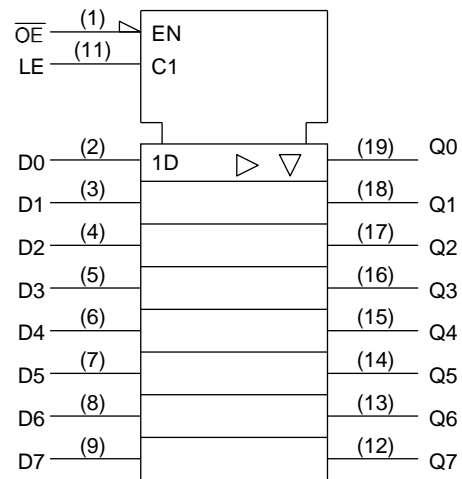 O̅E̅ (1) EN
LE (11) C1
D0 (2) 1D (19) Q0
D1 (3) (18) Q1
D2 (4) (17) Q2
D3 (5) (16) Q3
D4 (6) (15) Q4
D5 (7) (14) Q5
D6 (8) (13) Q6
D7 (9) (12) Q7